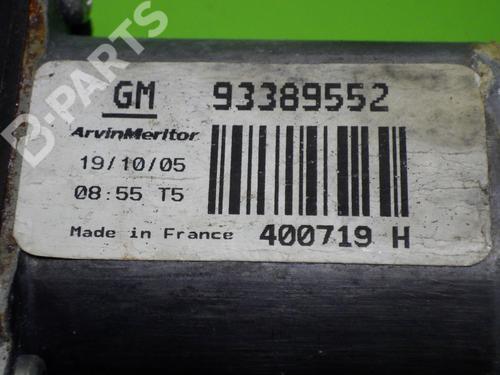 GM 93389552
ArvinMeritor
19/10/05
08:55 T5
Made in France 400719 H
B-PARTS